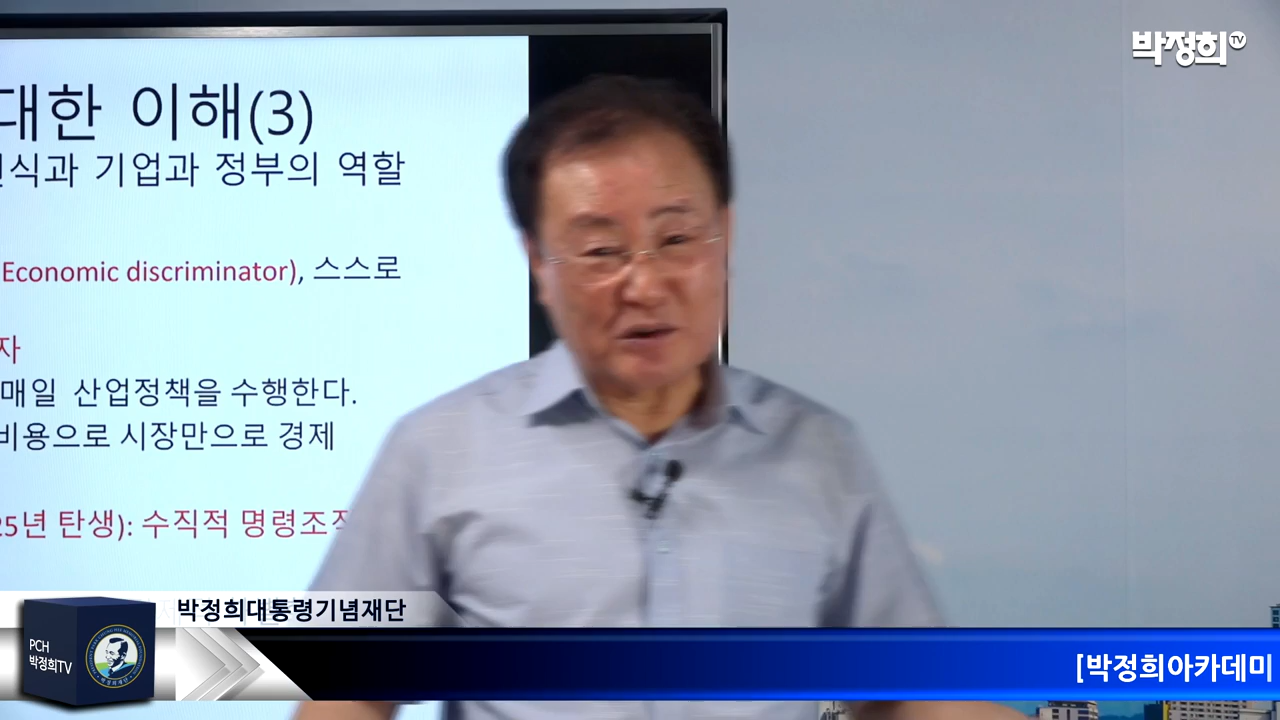 박정희TV
대한 이해(3)
인식과 기업과 정부의 역할
Economic discriminator), 스스로
자
매일 산업정책을 수행한다.
비용으로 시장만으로 경제
25년 탄생): 수직적 명령조직
박정희대통령기념재단
PCH
박정희TV
[박정희아카데미